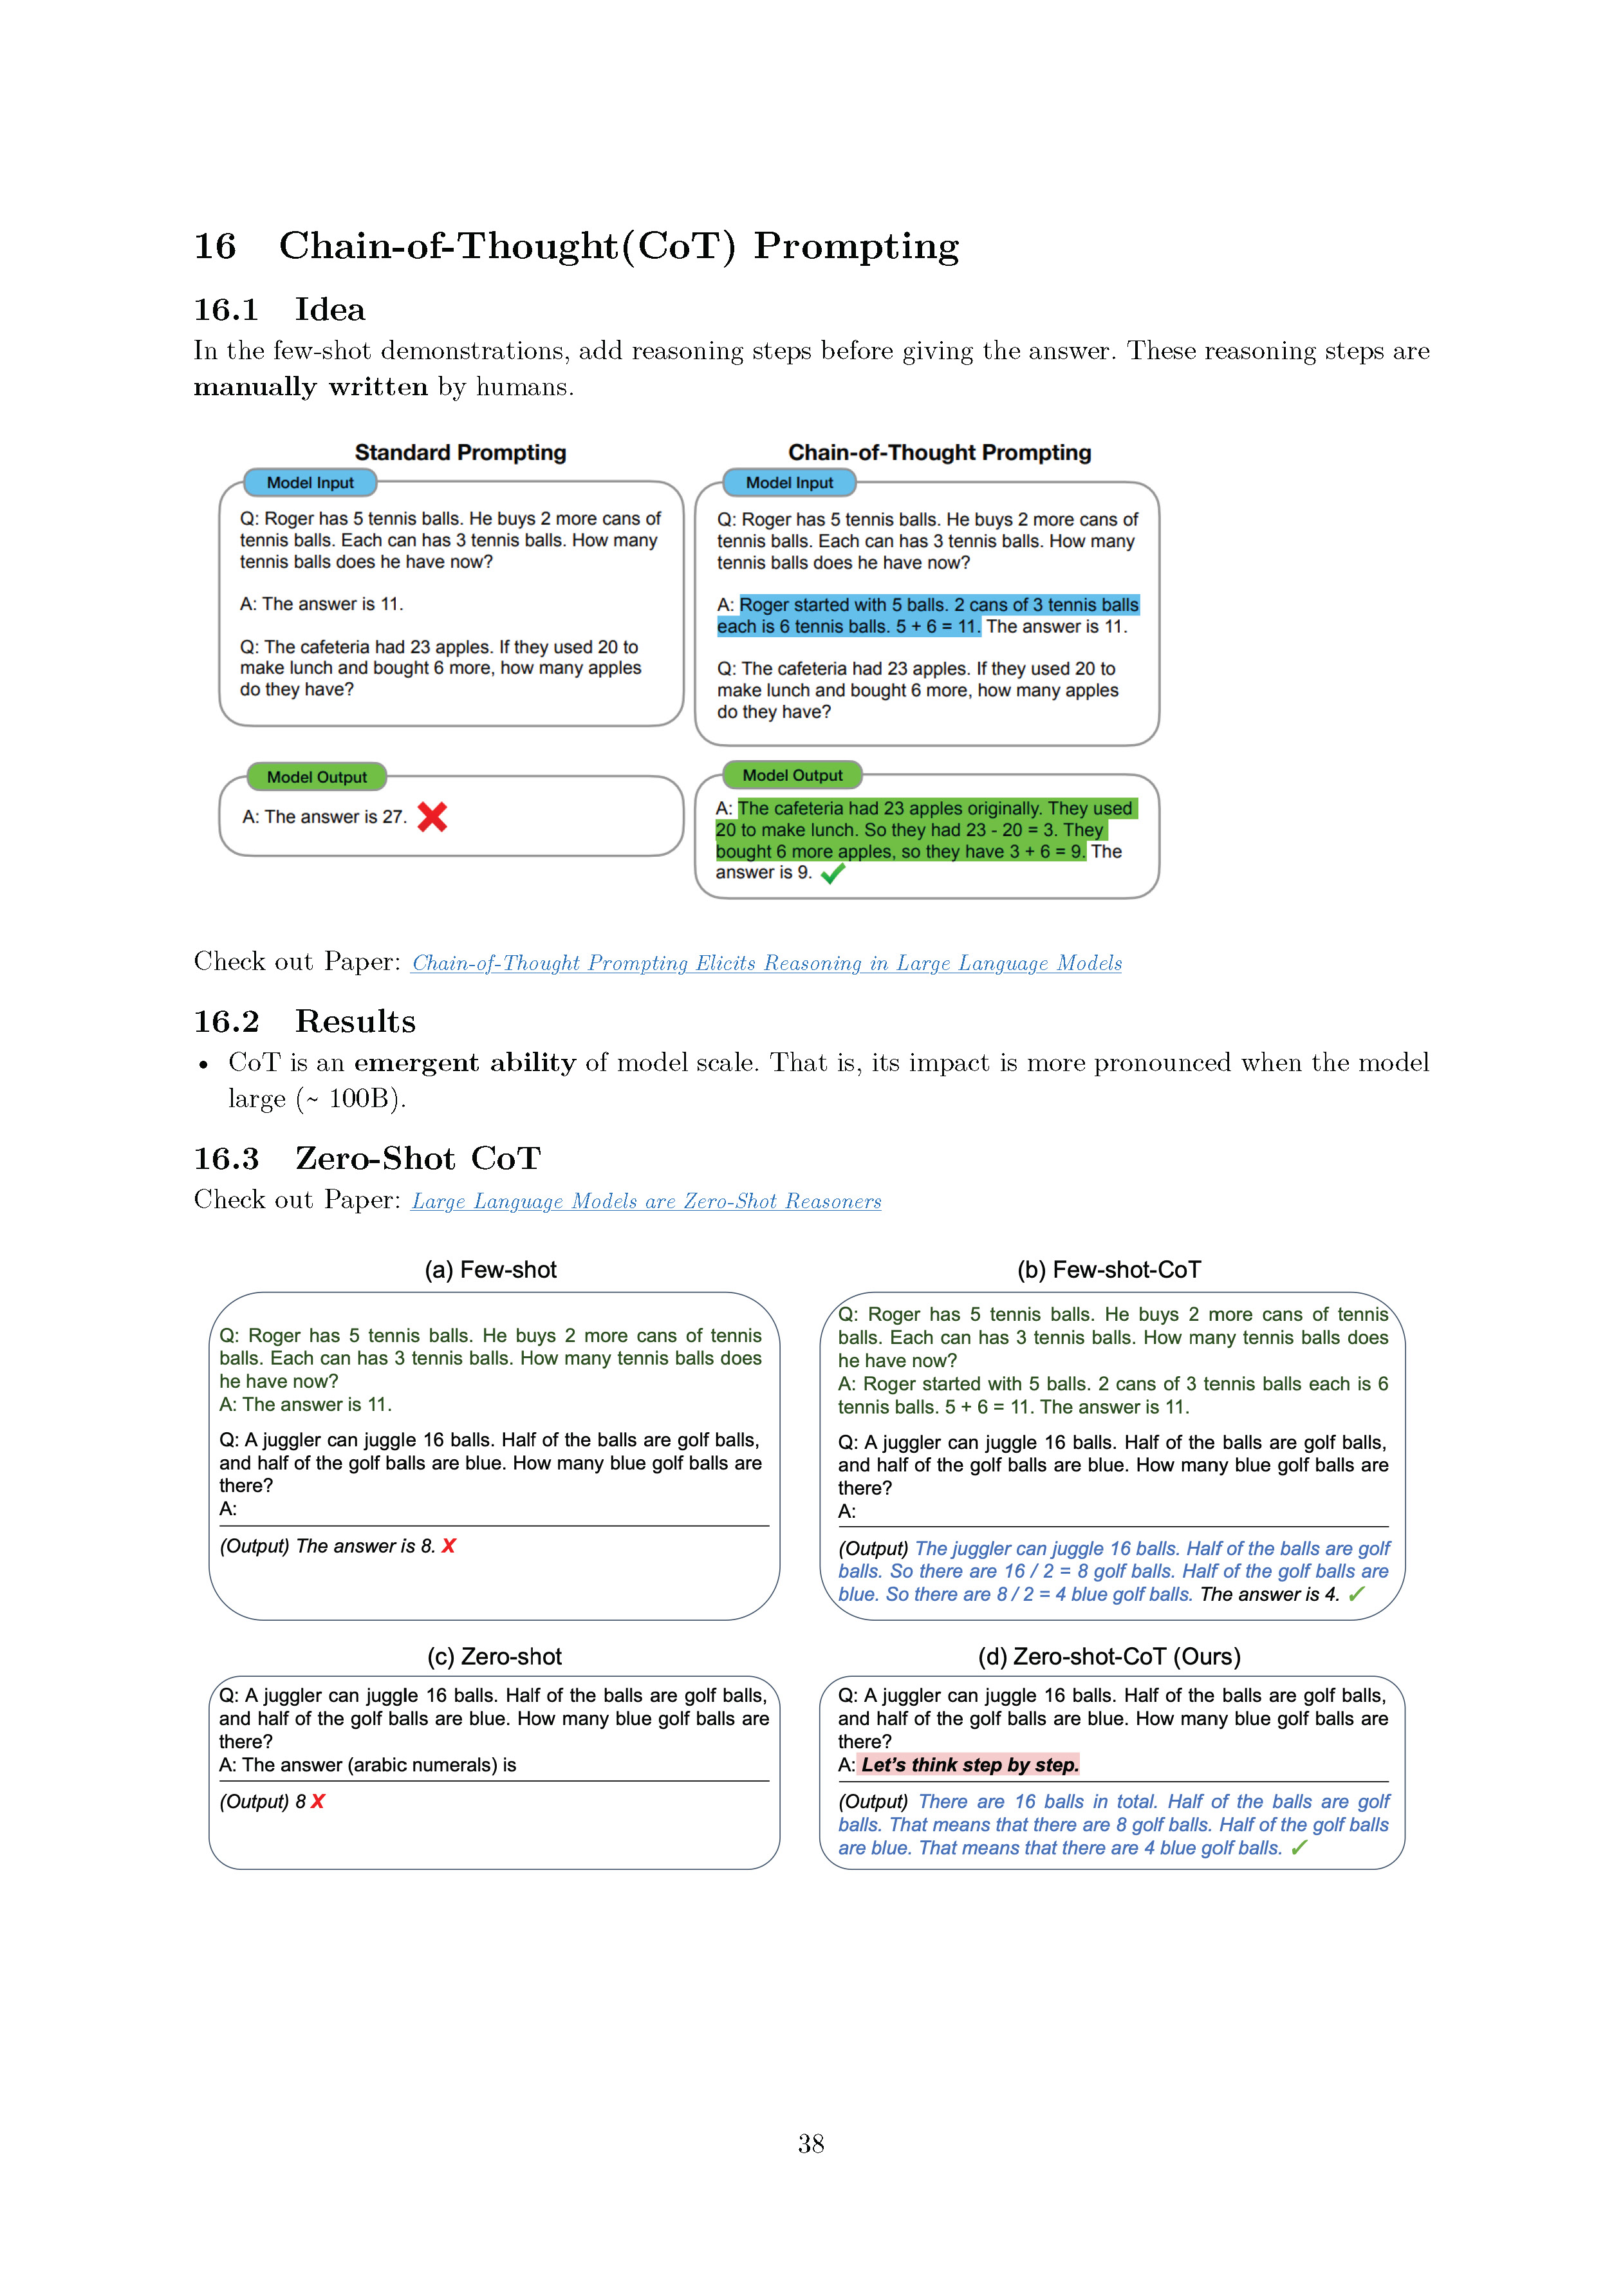 16 Chain-of-Thought(CoT) Prompting
16.1 Idea
In the few-shot demonstrations, add reasoning steps before giving the answer. These reasoning steps are
manually written by humans.
Standard Prompting
Model Input
Q: Roger has 5 tennis balls. He buys 2 more cans of
tennis balls. Each can has 3 tennis balls. How many
tennis balls does he have now?
A: The answer is 11.
Q: The cafeteria had 23 apples. If they used 20 to
make lunch and bought 6 more, how many apples
do they have?
Model Output
A: The answer is 27.
Chain-of-Thought Prompting
Model Input
Q: Roger has 5 tennis balls. He buys 2 more cans of
tennis balls. Each can has 3 tennis balls. How many
tennis balls does he have now?
A: Roger started with 5 balls. 2 cans of 3 tennis balls
each is 6 tennis balls. 5 + 6 = 11. The answer is 11.
Q: The cafeteria had 23 apples. If they used 20 to
make lunch and bought 6 more, how many apples
do they have?
Model Output
A: The cafeteria had 23 apples originally. They used
20 to make lunch. So they had 23 - 20 = 3. They
bought 6 more apples, so they have 3 + 6 = 9. The
answer is 9.
Check out Paper: Chain-of-Thought Prompting Elicits Reasoning in Large Language Models
16.2 Results
• CoT is an emergent ability of model scale. That is, its impact is more pronounced when the model
large (~ 100B).
16.3 Zero-Shot CoT
Check out Paper: Large Language Models are Zero-Shot Reasoners
(a) Few-shot
Q: Roger has 5 tennis balls. He buys 2 more cans of tennis
balls. Each can has 3 tennis balls. How many tennis balls does
he have now?
A: The answer is 11.
Q: A juggler can juggle 16 balls. Half of the balls are golf balls,
and half of the golf balls are blue. How many blue golf balls are
there?
A:
(Output) The answer is 8. X
(b) Few-shot-CoT
Q: Roger has 5 tennis balls. He buys 2 more cans of tennis
balls. Each can has 3 tennis balls. How many tennis balls does
he have now?
A: Roger started with 5 balls. 2 cans of 3 tennis balls each is 6
tennis balls. 5 + 6 = 11. The answer is 11.
Q: A juggler can juggle 16 balls. Half of the balls are golf balls,
and half of the golf balls are blue. How many blue golf balls are
there?
A:
(Output) The juggler can juggle 16 balls. Half of the balls are golf
balls. So there are 16 / 2 = 8 golf balls. Half of the golf balls are
blue. So there are 8 / 2 = 4 blue golf balls. The answer is 4. ✓
(c) Zero-shot
Q: A juggler can juggle 16 balls. Half of the balls are golf balls,
and half of the golf balls are blue. How many blue golf balls are
there?
A: The answer (arabic numerals) is
(Output) 8 X
(d) Zero-shot-CoT (Ours)
Q: A juggler can juggle 16 balls. Half of the balls are golf balls,
and half of the golf balls are blue. How many blue golf balls are
there?
A: Let's think step by step.
(Output) There are 16 balls in total. Half of the balls are golf
balls. That means that there are 8 golf balls. Half of the golf balls
are blue. That means that there are 4 blue golf balls. ✓
38